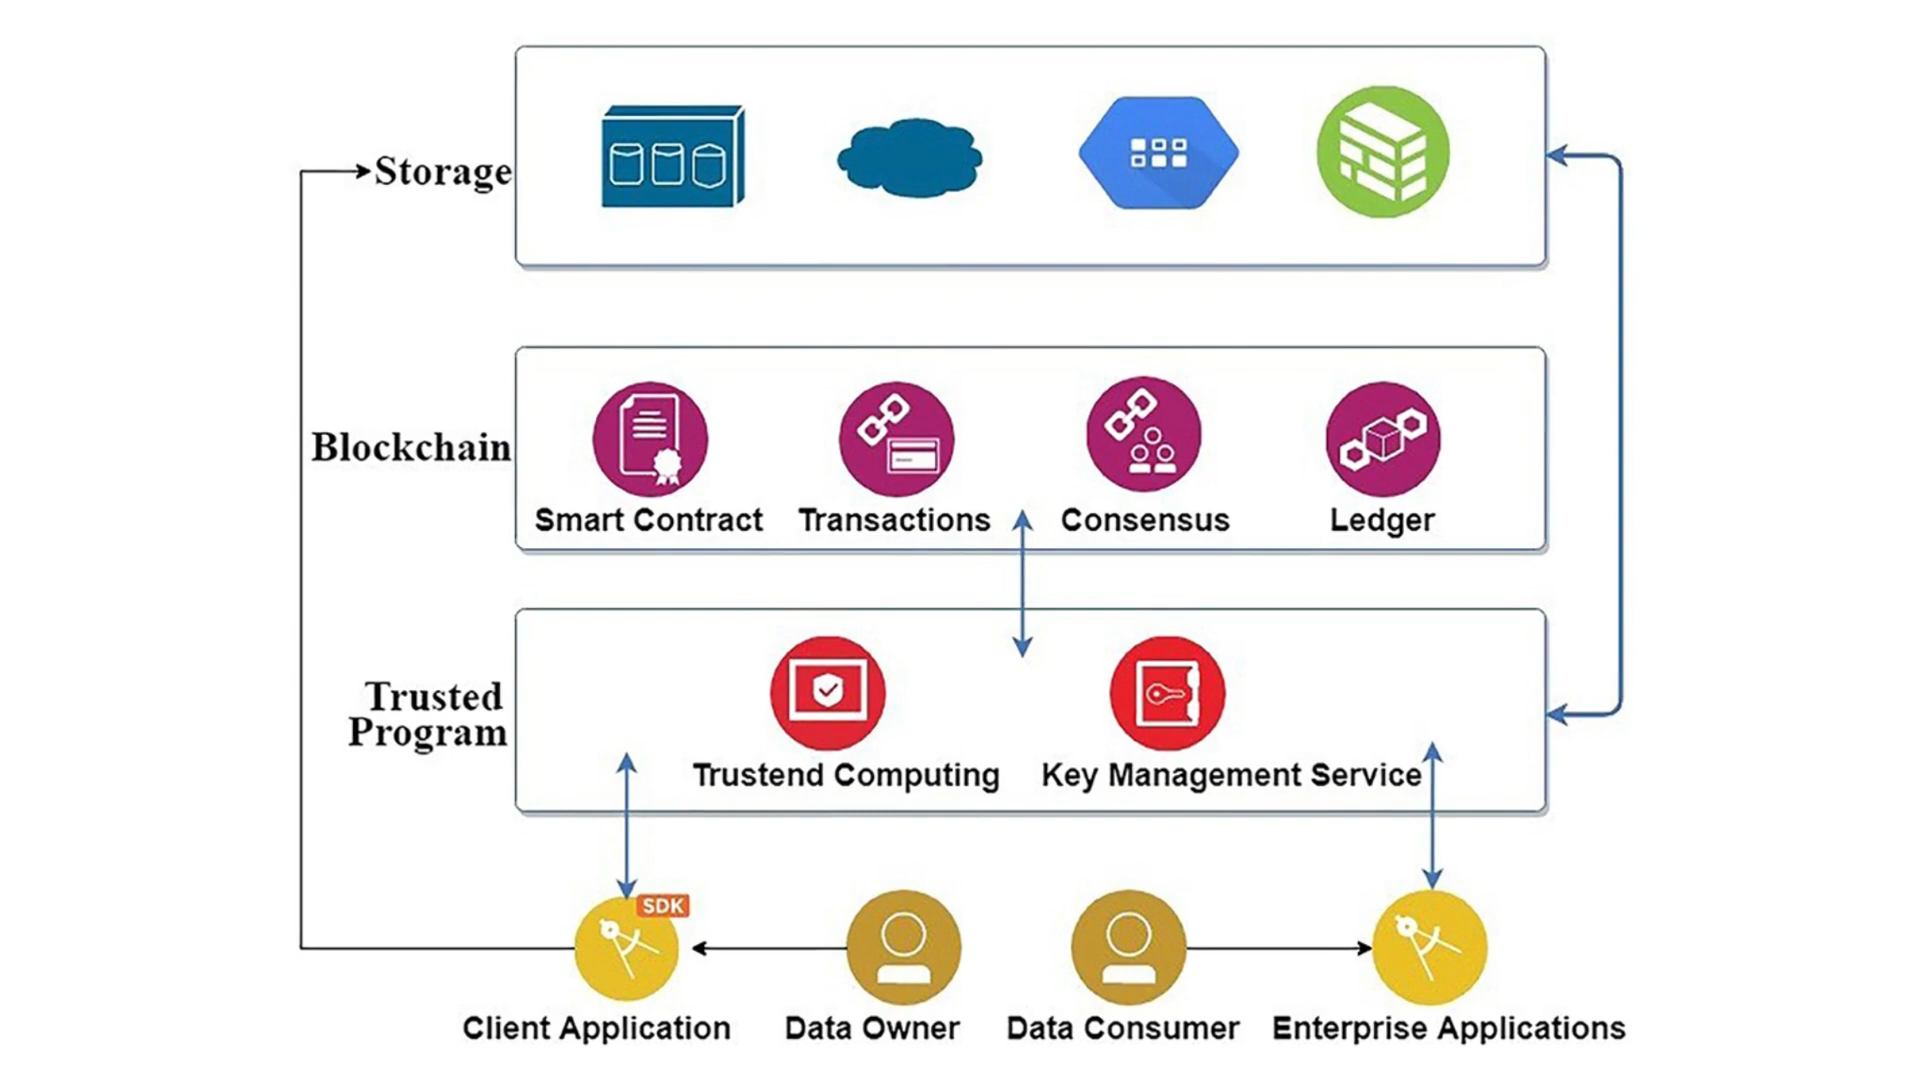 Storage
Blockchain
Smart Contract Transactions Consensus Ledger
Trusted
Program
Trustend Computing Key Management Service
SDK
Client Application Data Owner Data Consumer Enterprise Applications